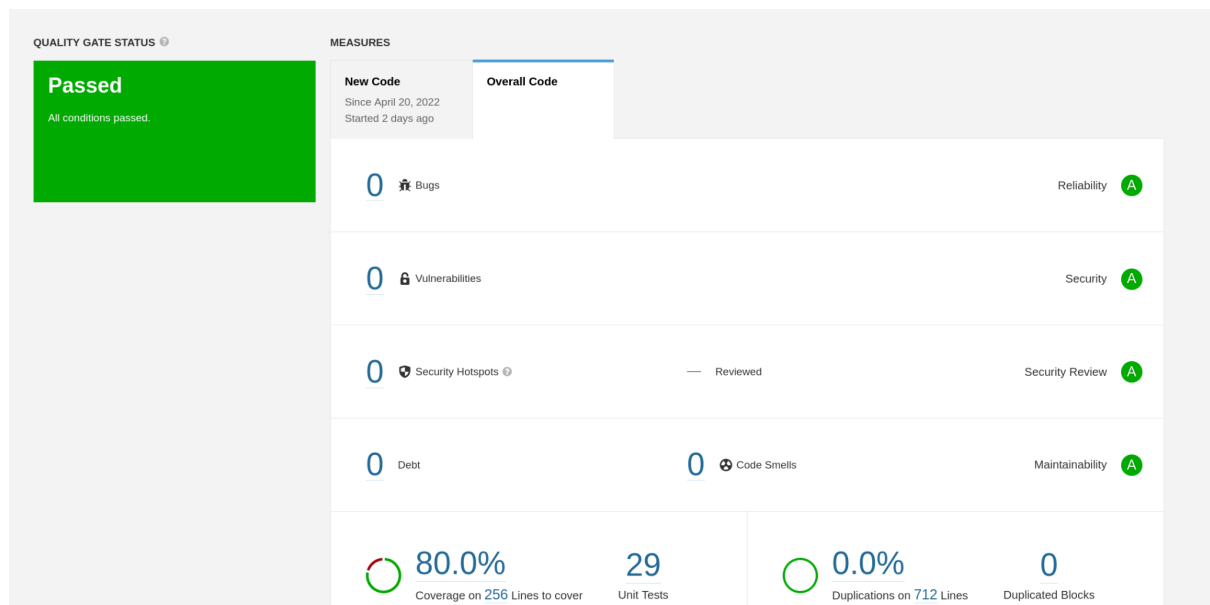 QUALITY GATE STATUS
MEASURES
Passed
All conditions passed.
New Code
Since April 20, 2022
Started 2 days ago
Overall Code
0 Bugs
Reliability A
0 Vulnerabilities
Security A
0 Security Hotspots ?
— Reviewed
Security Review A
0 Debt
0 Code Smells
Maintainability A
80.0%
Coverage on 256 Lines to cover
29
Unit Tests
0.0%
Duplications on 712 Lines
0
Duplicated Blocks